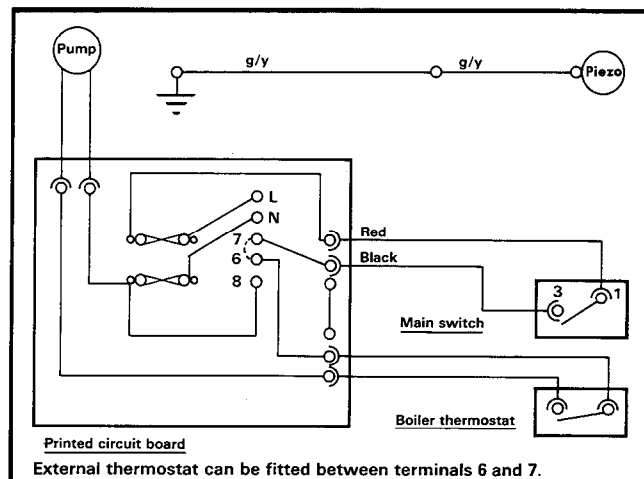 Pump
g/y
g/y
Piezo
L
N
7
6
8
Red
Black
3
1
Main switch
Boiler thermostat
Printed circuit board
External thermostat can be fitted between terminals 6 and 7.